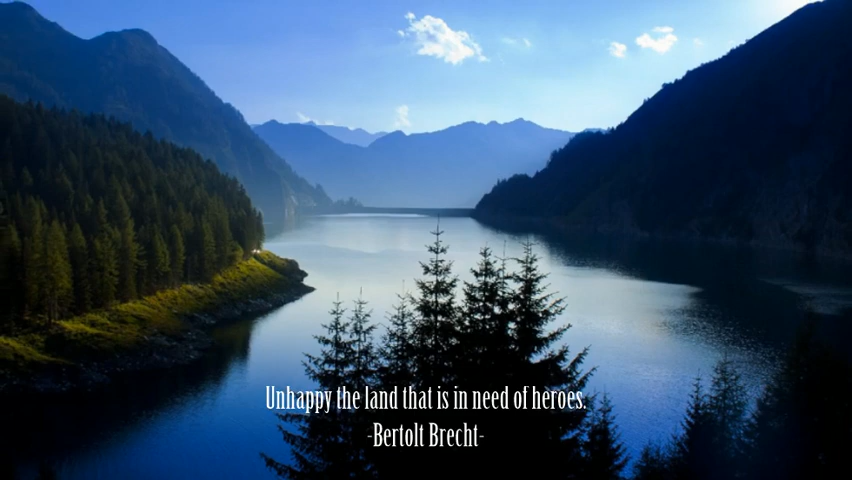 Unhappy the land that is in need of heroes.
-Bertolt Brecht-